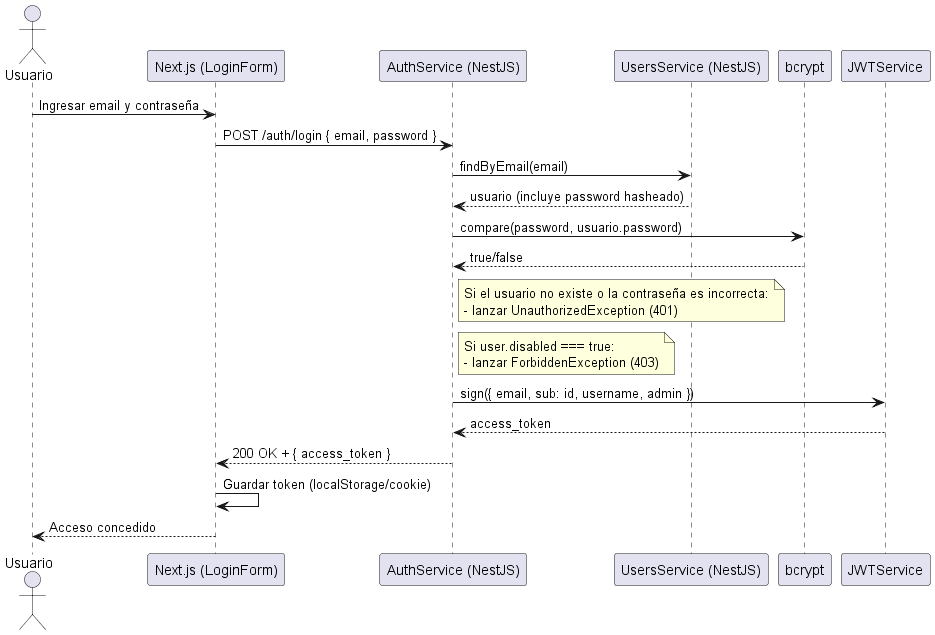 Usuario
Next.js (LoginForm)
AuthService (NestJS)
UsersService (NestJS)
bcrypt
JWTService
Ingresar email y contraseña
POST /auth/login { email, password }
findByEmail(email)
usuario (incluye password hasheado)
compare(password, usuario.password)
true/false
Si el usuario no existe o la contraseña es incorrecta:
- lanzar UnauthorizedException (401)
Si user.disabled === true:
- lanzar ForbiddenException (403)
sign({ email, sub: id, username, admin })
access_token
200 OK + { access_token }
Guardar token (localStorage/cookie)
Acceso concedido
Usuario
Next.js (LoginForm)
AuthService (NestJS)
UsersService (NestJS)
bcrypt
JWTService